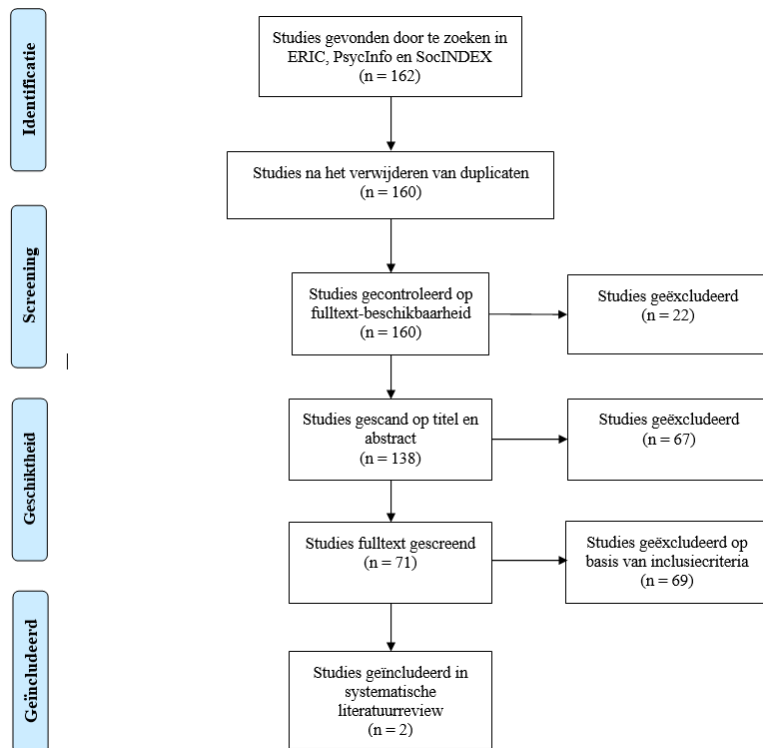 Identificatie
Studies gevonden door te zoeken in
ERIC, PsycInfo en SocINDEX
(n = 162)
Studies na het verwijderen van duplicaten
(n = 160)
Screening
Studies gecontroleerd op
fulltext-beschikbaarheid
(n = 160)
Studies geëxcludeerd
(n = 22)
Geschiktheid
Studies gescand op titel en
abstract
(n = 138)
Studies geëxcludeerd
(n = 67)
Studies fulltext gescreend
(n = 71)
Studies geëxcludeerd op
basis van inclusiecriteria
(n = 69)
Geïncludeerd
Studies geïncludeerd in
systematische
literatuurreview
(n = 2)